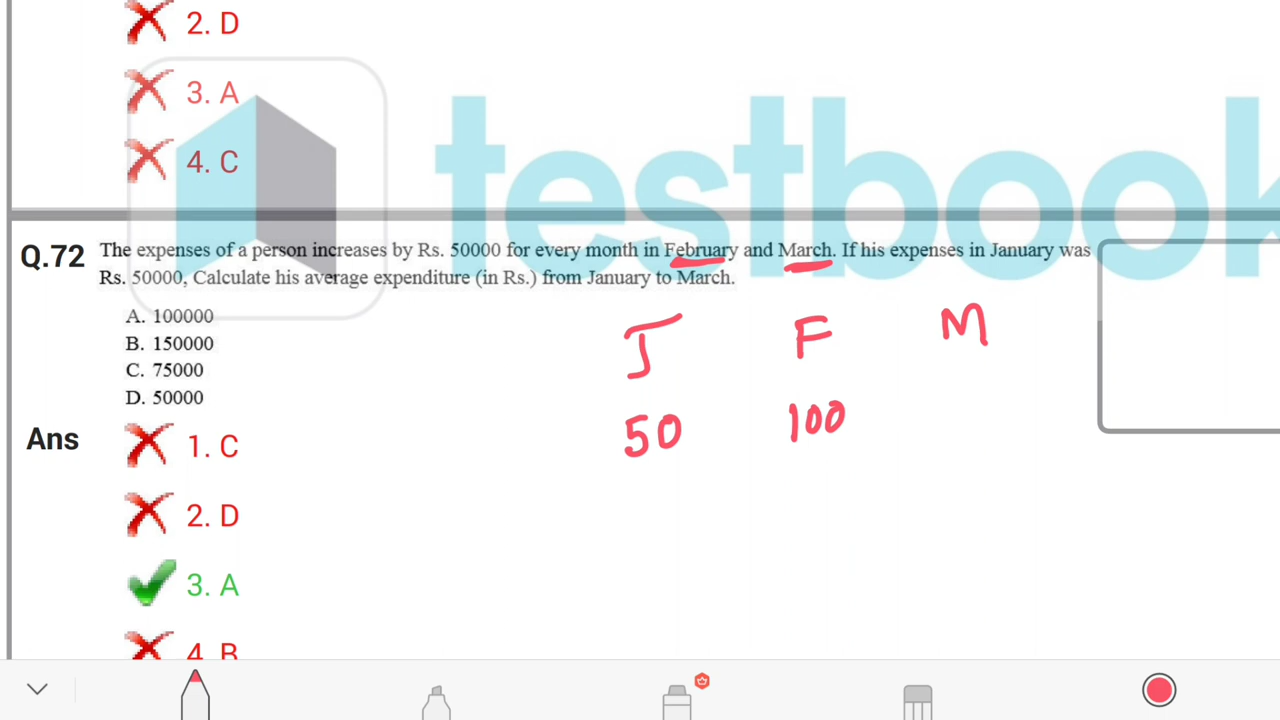 2. D
3. A
4. C
testbook
Q.72 The expenses of a person increases by Rs. 50000 for every month in February and March. If his expenses in January was
Rs. 50000, Calculate his average expenditure (in Rs.) from January to March.
A. 100000
B. 150000
C. 75000
D. 50000
J F M
50 100
Ans
1. C
2. D
3. A
4. B